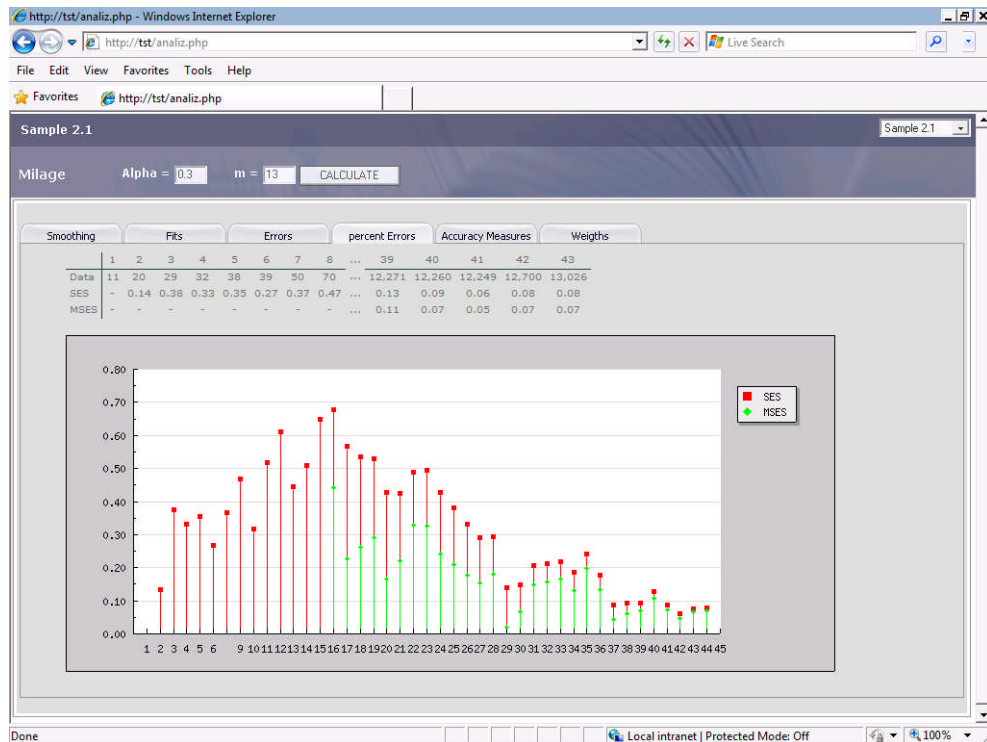 http://tst/analiz.php - Windows Internet Explorer
http://tst/analiz.php
Live Search
File Edit View Favorites Tools Help
Favorites http://tst/analiz.php
Sample 2.1 Sample 2.1
Milage Alpha = 0.3 m = 13 CALCULATE
Smoothing Fits Errors percent Errors Accuracy Measures Weigths
1 2 3 4 5 6 7 8 ... 39 40 41 42 43
Data 11 20 29 32 38 39 50 70 ... 12,271 12,260 12,249 12,700 13,026
SES - 0.14 0.38 0.33 0.35 0.27 0.37 0.47 ... 0.13 0.09 0.06 0.08 0.08
MSES - - - - - - - - ... 0.11 0.07 0.05 0.07 0.07
0.80
0.70
0.60
0.50
0.40
0.30
0.20
0.10
0.00
SES
MSES
1 2 3 4 5 6 9 10 11 12 13 14 15 16 17 18 19 20 21 22 23 24 25 26 27 28 29 30 31 32 33 34 35 36 37 38 39 40 41 42 43 44 45
Done Local intranet | Protected Mode: Off 100%